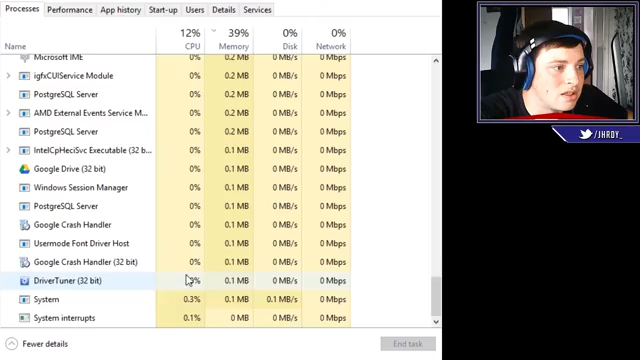 Processes Performance App history Start-up Users Details Services
12% 39% 0% 0%
Name CPU Memory Disk Network
Microsoft IME 0% 0.2 MB 0 MB/s 0 Mbps
igfxCUIService Module 0% 0.2 MB 0 MB/s 0 Mbps
PostgreSQL Server 0% 0.2 MB 0 MB/s 0 Mbps
AMD External Events Service M... 0% 0.2 MB 0 MB/s 0 Mbps
PostgreSQL Server 0% 0.2 MB 0 MB/s 0 Mbps
IntelCpHeciSvc Executable (32 b... 0% 0.1 MB 0 MB/s 0 Mbps
Google Drive (32 bit) 0% 0.1 MB 0 MB/s 0 Mbps
Windows Session Manager 0% 0.1 MB 0 MB/s 0 Mbps
PostgreSQL Server 0% 0.1 MB 0 MB/s 0 Mbps
Google Crash Handler 0% 0.1 MB 0 MB/s 0 Mbps
Usermode Font Driver Host 0% 0.1 MB 0 MB/s 0 Mbps
Google Crash Handler (32 bit) 0% 0.1 MB 0 MB/s 0 Mbps
DriverTuner (32 bit) 0% 0.1 MB 0 MB/s 0 Mbps
System 0.3% 0.1 MB 0.1 MB/s 0 Mbps
System interrupts 0.1% 0 MB 0 MB/s 0 Mbps
Fewer details End task
/JHRDY_